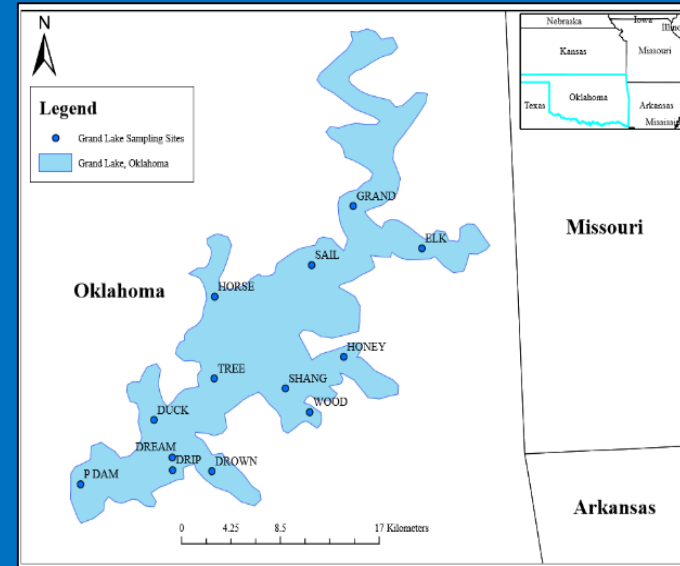 N
Legend
Grand Lake Sampling Sites
Grand Lake, Oklahoma
Nebraska
Iowa
Kansas
Missouri
Texas
Oklahoma
Arkansas
GRAND
ELK
SAIL
Missouri
Oklahoma
HORSE
HONEY
TREE
SHANG
WOOD
DUCK
DREAM
DRIP
DROWN
P DAM
0 4.25 8.5 17 Kilometers
Arkansas